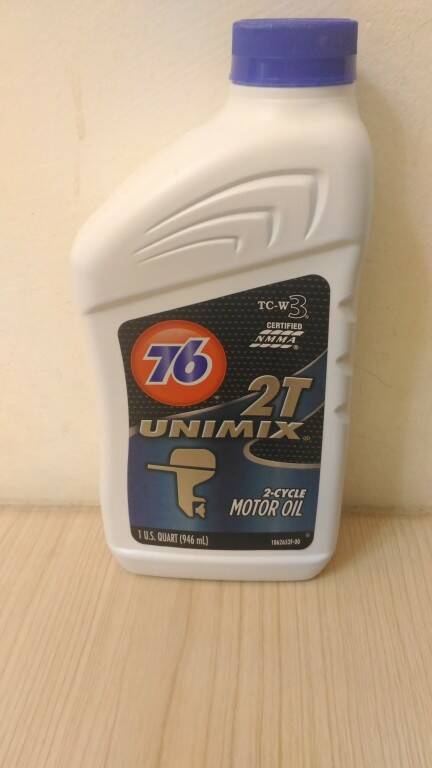 TC-W3®
CERTIFIED
NMMA®
76®
2T
UNIMIX®
2-CYCLE
MOTOR OIL
1 U.S. QUART (946 mL)